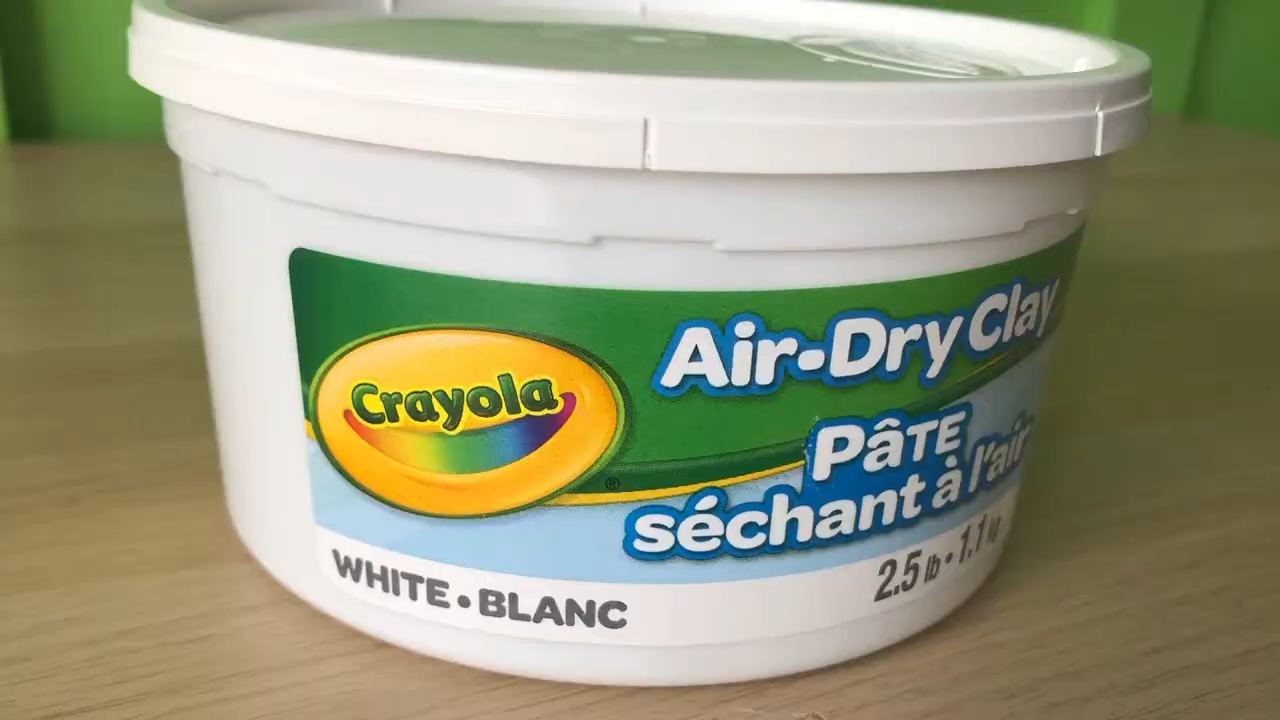 Air-Dry Clay
Crayola
®
PâTE
séchant à l'air
WHITE • BLANC
2.5 lb • 1.1 kg